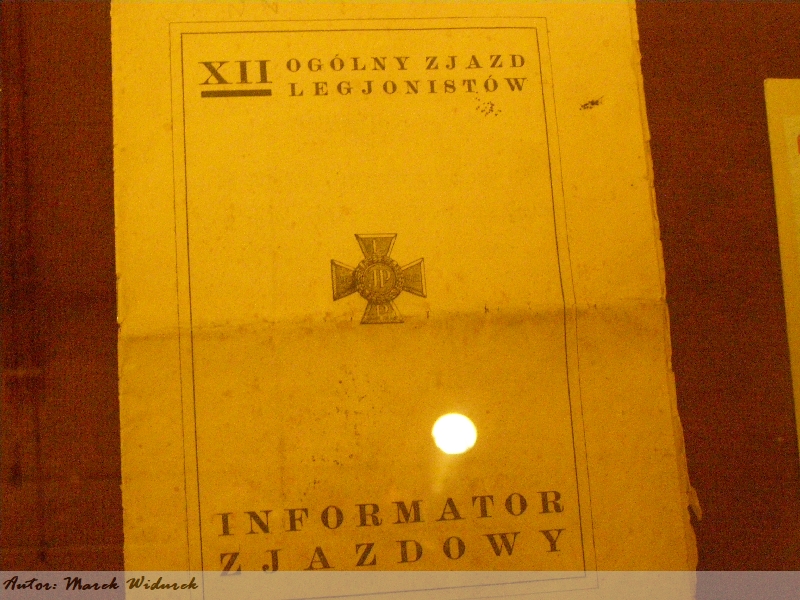 XII OGÓLNY ZJAZD
LEGJONISTÓW
JP
INFORMATOR
ZJAZDOWY
Autor: Marek Widurek